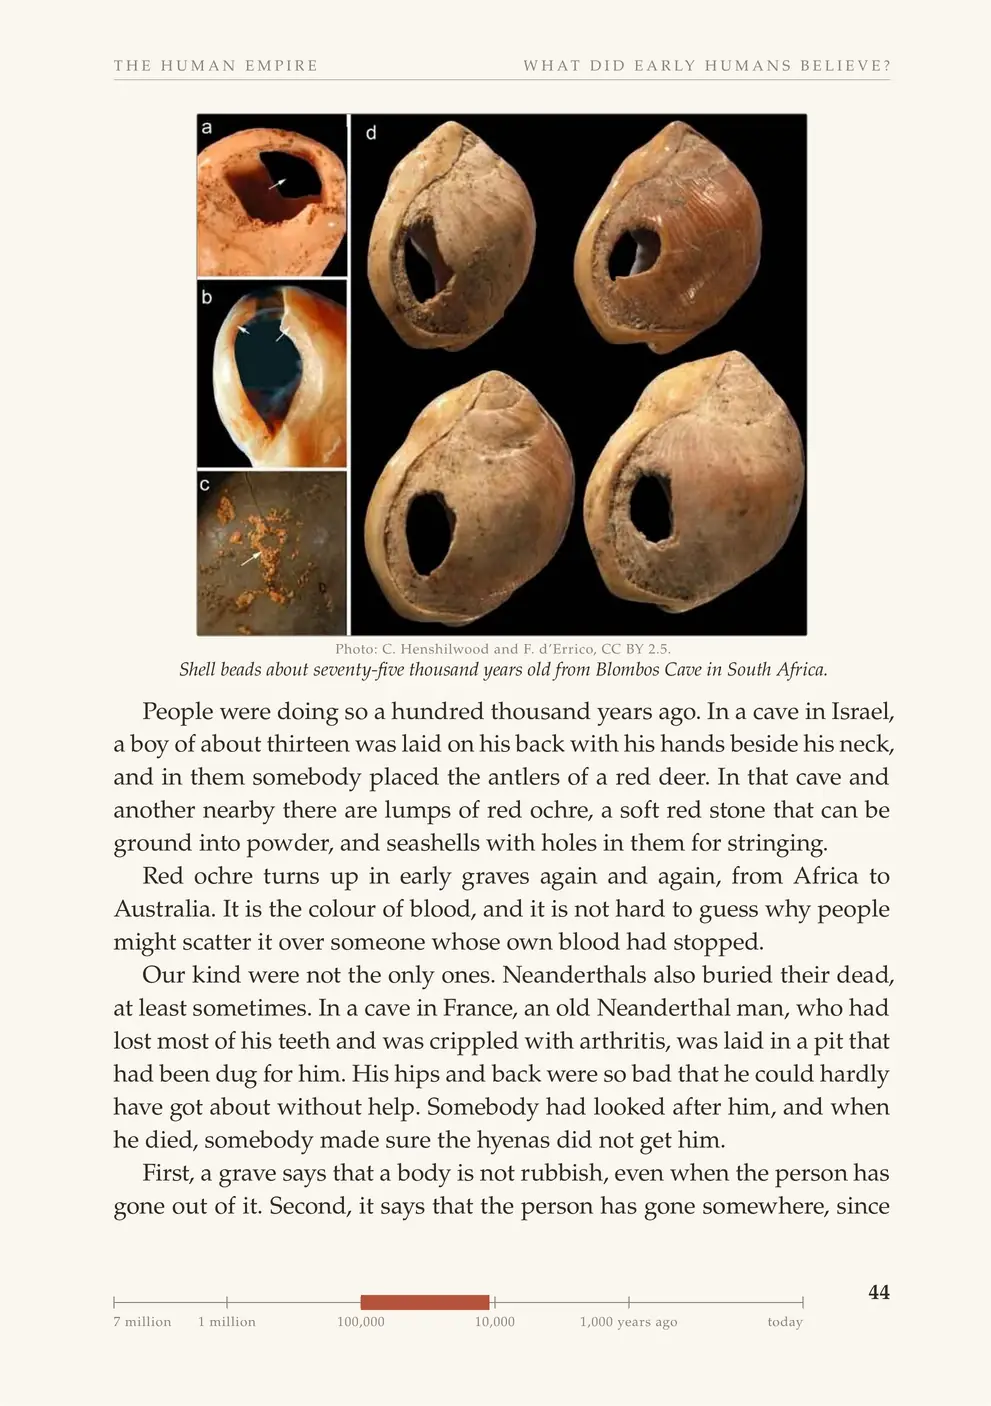 THE HUMAN EMPIRE
WHAT DID EARLY HUMANS BELIEVE?
a
d
b
c
Photo: C. Henshilwood and F. d’Errico, CC BY 2.5.
Shell beads about seventy-five thousand years old from Blombos Cave in South Africa.
People were doing so a hundred thousand years ago. In a cave in Israel,
a boy of about thirteen was laid on his back with his hands beside his neck,
and in them somebody placed the antlers of a red deer. In that cave and
another nearby there are lumps of red ochre, a soft red stone that can be
ground into powder, and seashells with holes in them for stringing.
Red ochre turns up in early graves again and again, from Africa to
Australia. It is the colour of blood, and it is not hard to guess why people
might scatter it over someone whose own blood had stopped.
Our kind were not the only ones. Neanderthals also buried their dead,
at least sometimes. In a cave in France, an old Neanderthal man, who had
lost most of his teeth and was crippled with arthritis, was laid in a pit that
had been dug for him. His hips and back were so bad that he could hardly
have got about without help. Somebody had looked after him, and when
he died, somebody made sure the hyenas did not get him.
First, a grave says that a body is not rubbish, even when the person has
gone out of it. Second, it says that the person has gone somewhere, since
44
7 million
1 million
100,000
10,000
1,000 years ago
today